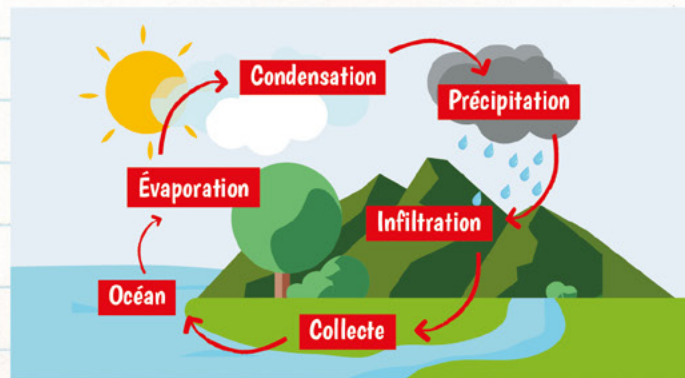 Condensation
Précipitation
Évaporation
Infiltration
Océan
Collecte